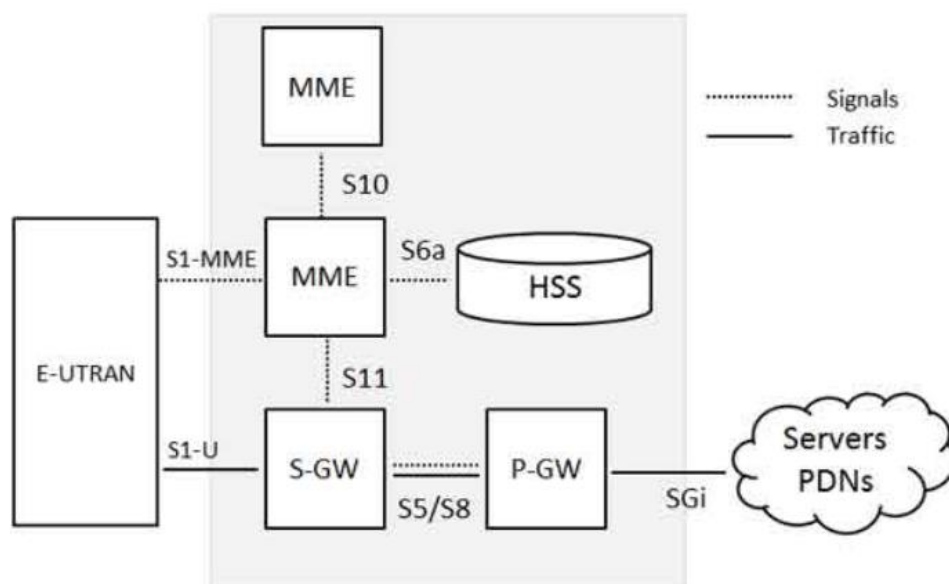 MME
Signals
Traffic
S10
S1-MME
MME
S6a
HSS
E-UTRAN
S11
S1-U
S-GW
S5/S8
P-GW
SGi
Servers
PDNs